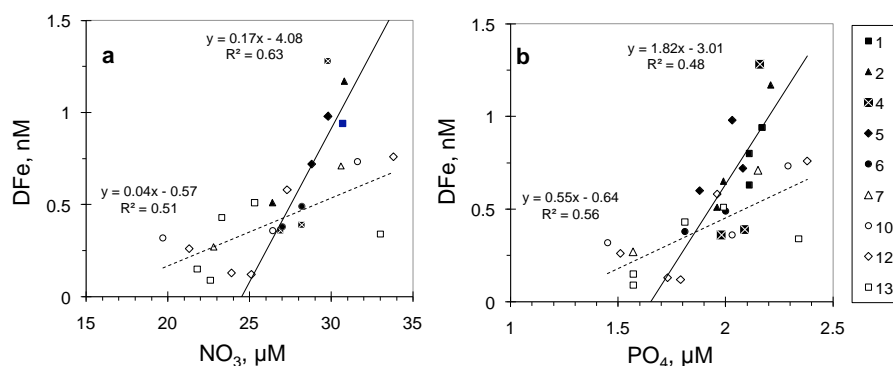 a
y = 0.17x - 4.08
R² = 0.63
y = 0.04x - 0.57
R² = 0.51
DFe, nM
1.5
1
0.5
0
15
20
25
30
35
NO3, µM
b
y = 1.82x - 3.01
R² = 0.48
y = 0.55x - 0.64
R² = 0.56
DFe, nM
1.5
1
0.5
0
1
1.5
2
2.5
PO4, µM
1
2
4
5
6
7
10
12
13